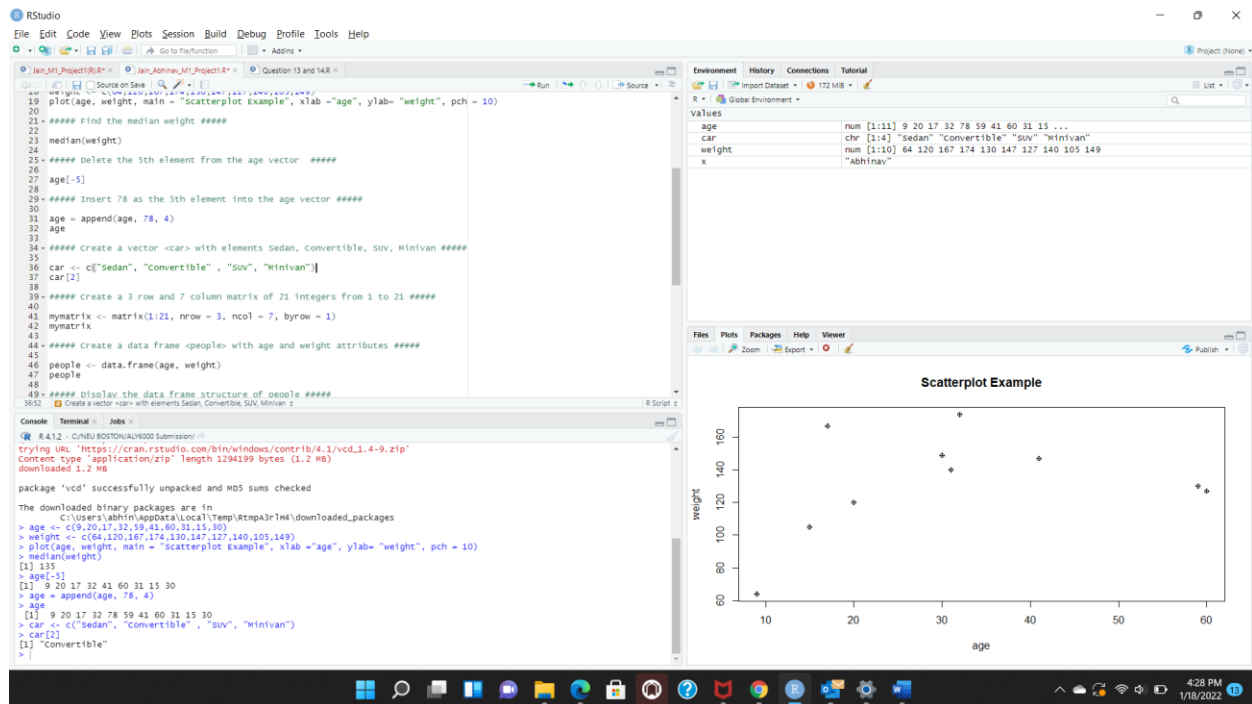 RStudio
File Edit Code View Plots Session Build Debug Profile Tools Help
Go to file/function Addins
Project: (None)
Jain_M1_Project1(R).R* Jain_Abhinav_M1_Project1.R* Question 13 and 14.R
Source on Save Run Source
19 plot(age, weight, main = "Scatterplot Example", xlab ="age", ylab= "weight", pch = 10)
20
21 ##### Find the median weight #####
22
23 median(weight)
24
25 ##### Delete the 5th element from the age vector #####
26
27 age[-5]
28
29 ##### Insert 78 as the 5th element into the age vector #####
30
31 age = append(age, 78, 4)
32 age
33
34 ##### Create a vector <car> with elements Sedan, Convertible, SUV, Minivan #####
35
36 car <- c("Sedan", "Convertible" , "SUV", "Minivan")
37 car[2]
38
39 ##### Create a 3 row and 7 column matrix of 21 integers from 1 to 21 #####
40
41 mymatrix <- matrix(1:21, nrow = 3, ncol = 7, byrow = 1)
42 mymatrix
43
44 ##### Create a data frame <people> with age and weight attributes #####
45
46 people <- data.frame(age, weight)
47 people
48
49 ##### Display the data frame structure of people #####
36:52 Create a vector <car> with elements Sedan, Convertible, SUV, Minivan R Script
Console Terminal Jobs
R 4.1.2 · C:/NEU BOSTON/ALY6000 Submission/
trying URL 'https://cran.rstudio.com/bin/windows/contrib/4.1/vcd_1.4-9.zip'
Content type 'application/zip' length 1294199 bytes (1.2 MB)
downloaded 1.2 MB
package ‘vcd’ successfully unpacked and MD5 sums checked
The downloaded binary packages are in
C:\Users\abhin\AppData\Local\Temp\RtmpA3rlH4\downloaded_packages
> age <- c(9,20,17,32,59,41,60,31,15,30)
> weight <- c(64,120,167,174,130,147,127,140,105,149)
> plot(age, weight, main = "Scatterplot Example", xlab ="age", ylab= "weight", pch = 10)
> median(weight)
[1] 135
> age[-5]
[1] 9 20 17 32 41 60 31 15 30
> age = append(age, 78, 4)
> age
[1] 9 20 17 32 78 59 41 60 31 15 30
> car <- c("Sedan", "Convertible" , "SUV", "Minivan")
> car[2]
[1] "Convertible"
>
Environment History Connections Tutorial
Import Dataset 172 MiB List
R Global Environment
Values
age num [1:11] 9 20 17 32 78 59 41 60 31 15 ...
car chr [1:4] "Sedan" "Convertible" "SUV" "Minivan"
weight num [1:10] 64 120 167 174 130 147 127 140 105 149
x "Abhinav"
Files Plots Packages Help Viewer
Zoom Export Publish
Scatterplot Example
weight
160
140
120
100
80
60
10 20 30 40 50 60
age
4:28 PM
1/18/2022
13